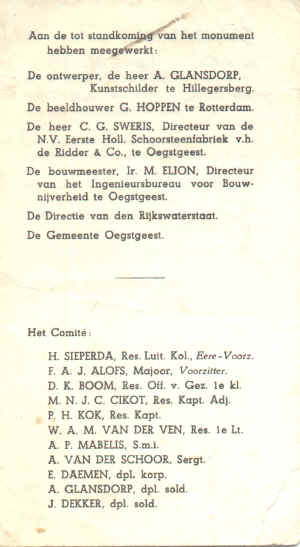 Aan de tot standkoming van het monument
hebben meegewerkt:
De ontwerper, de heer A. GLANSDORP,
Kunstschilder te Hillegersberg.
De beeldhouwer G. HOPPEN te Rotterdam.
De heer C. G. SWERIS, Directeur van de
N.V. Eerste Holl. Schoorsteenfabriek v.h.
de Ridder & Co., te Oegstgeest.
De bouwmeester, Ir. M. ELION, Directeur
van het Ingenieursbureau voor Bouw-
nijverheid te Oegstgeest.
De Directie van den Rijkswaterstaat.
De Gemeente Oegstgeest.
Het Comité:
H. SIEPERDA, Res. Luit. Kol., Eere-Voorz.
F. A. J. ALOFS, Majoor, Voorzitter.
D. K. BOOM, Res. Off. v. Gez. 1e kl.
M. N. J. C. CIKOT, Res. Kapt. Adj.
P. H. KOK, Res. Kapt.
W. A. M. VAN DER VEN, Res. 1e Lt.
A. P. MABELIS, S.m.i.
A. VAN DER SCHOOR, Sergt.
E. DAEMEN, dpl. korp.
A. GLANSDORP, dpl. sold.
J. DEKKER, dpl. sold.